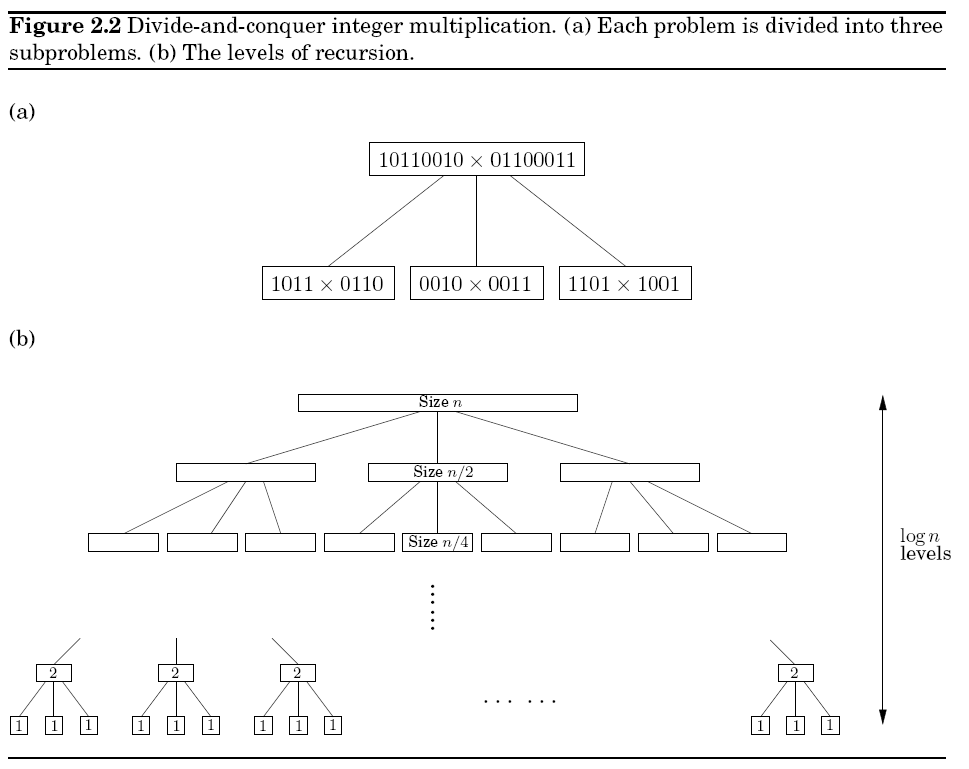 Figure 2.2 Divide-and-conquer integer multiplication. (a) Each problem is divided into three
subproblems. (b) The levels of recursion.
(a)
10110010 × 01100011
1011 × 0110
0010 × 0011
1101 × 1001
(b)
Size n
Size n/2
Size n/4
log n
levels
2
2
2
2
1 1 1
1 1 1
1 1 1
1 1 1